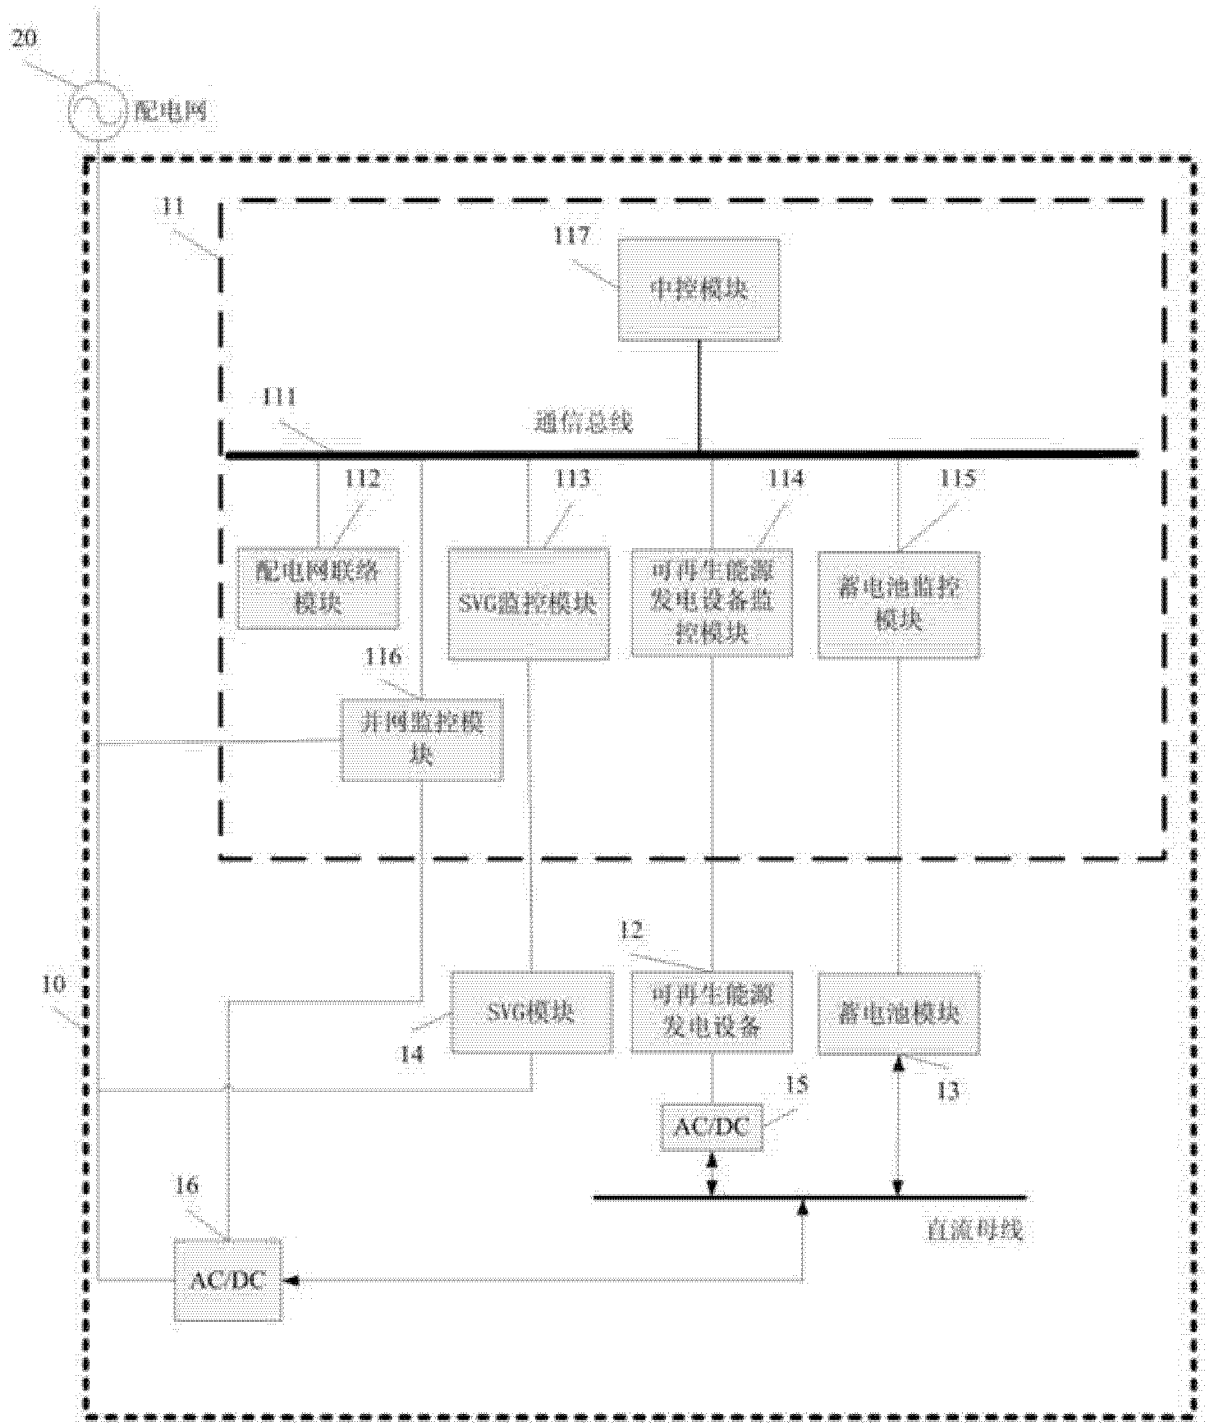 20
配电网
11
117
中控模块
111
通信总线
112
113
114
115
配电网联络
模块
SVG监控模块
可再生能源
发电设备监
控模块
蓄电池监控
模块
116
并网监控模
块
12
10
SVG模块
可再生能源
发电设备
蓄电池模块
14
15
13
AC/DC
16
直流母线
AC/DC